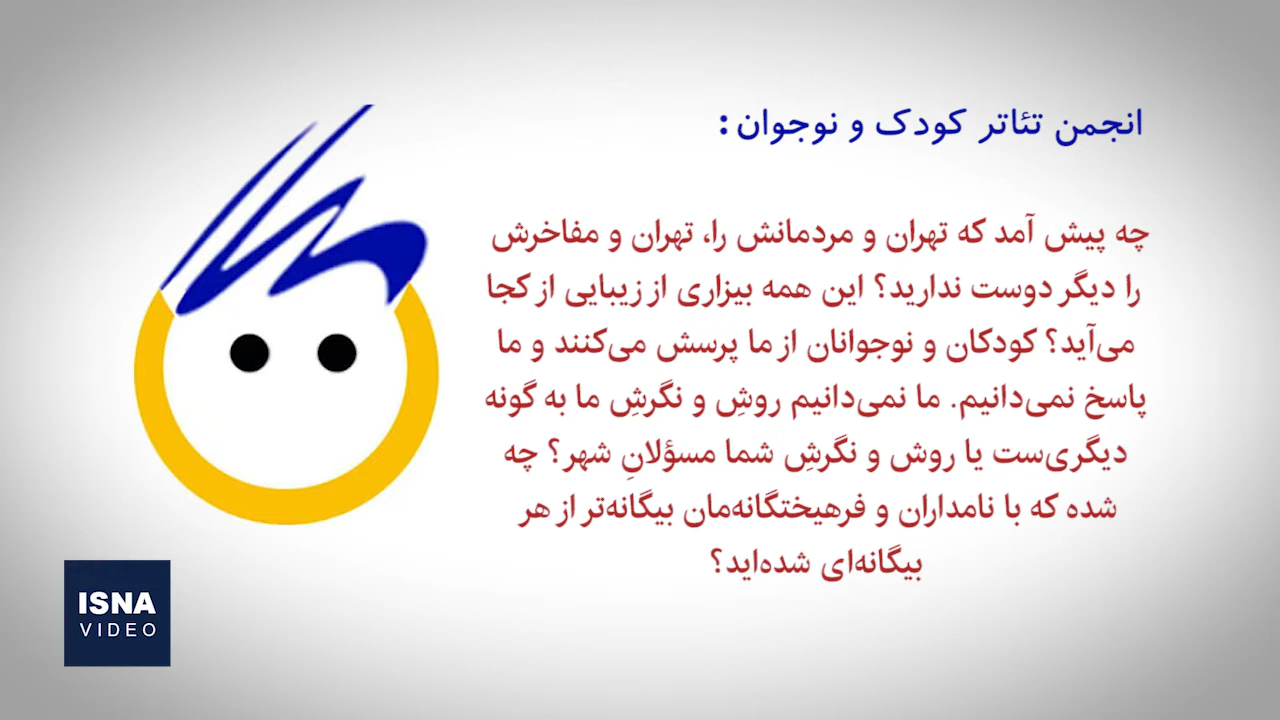 انجمن تئاتر کودک و نوجوان:
چه پیش آمد که تهران و مردمانش را، تهران و مفاخرش
را دیگر دوست ندارید؟ این همه بیزاری از زیبایی از کجا
می‌آید؟ کودکان و نوجوانان از ما پرسش می‌کنند و ما
پاسخ نمی‌دانیم. ما نمی‌دانیم روشِ و نگرشِ ما به گونه
دیگری‌ست یا روش و نگرشِ شما مسؤلانِ شهر؟ چه
شده که با نامداران و فرهیختگانه‌مان بیگانه‌تر از هر
بیگانه‌ای شده‌اید؟
ISNA
VIDEO